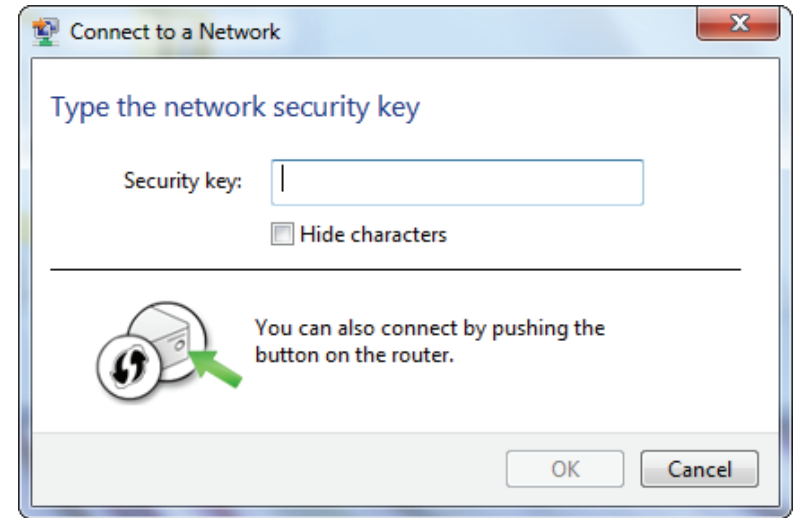 Connect to a Network
Type the network security key
Security key:
Hide characters
You can also connect by pushing the
button on the router.
OK
Cancel